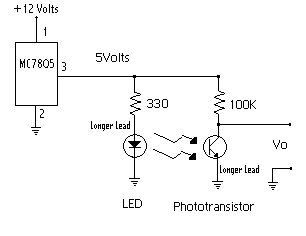 +12 Volts
1
MC7805
3
5Volts
2
330
100K
Longer Lead
Vo
Longer Lead
LED
Phototransistor